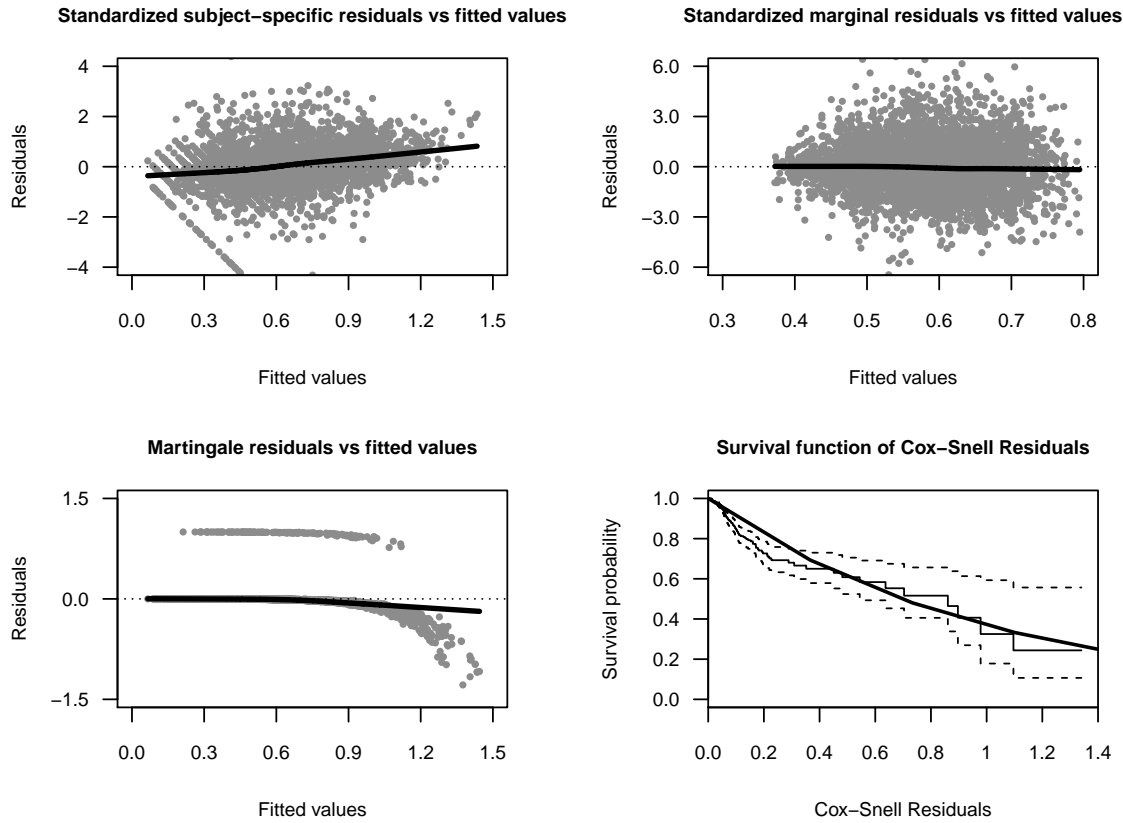 Standardized subject−specific residuals vs fitted values
4
2
0
−2
−4
Residuals
0.0 0.3 0.6 0.9 1.2 1.5
Fitted values
Standardized marginal residuals vs fitted values
6.0
3.0
0.0
−3.0
−6.0
Residuals
0.3 0.4 0.5 0.6 0.7 0.8
Fitted values
Martingale residuals vs fitted values
1.5
0.0
−1.5
Residuals
0.0 0.3 0.6 0.9 1.2 1.5
Fitted values
Survival function of Cox−Snell Residuals
1.0
0.8
0.6
0.4
0.2
0.0
Survival probability
0.0 0.2 0.4 0.6 0.8 1 1.2 1.4
Cox−Snell Residuals